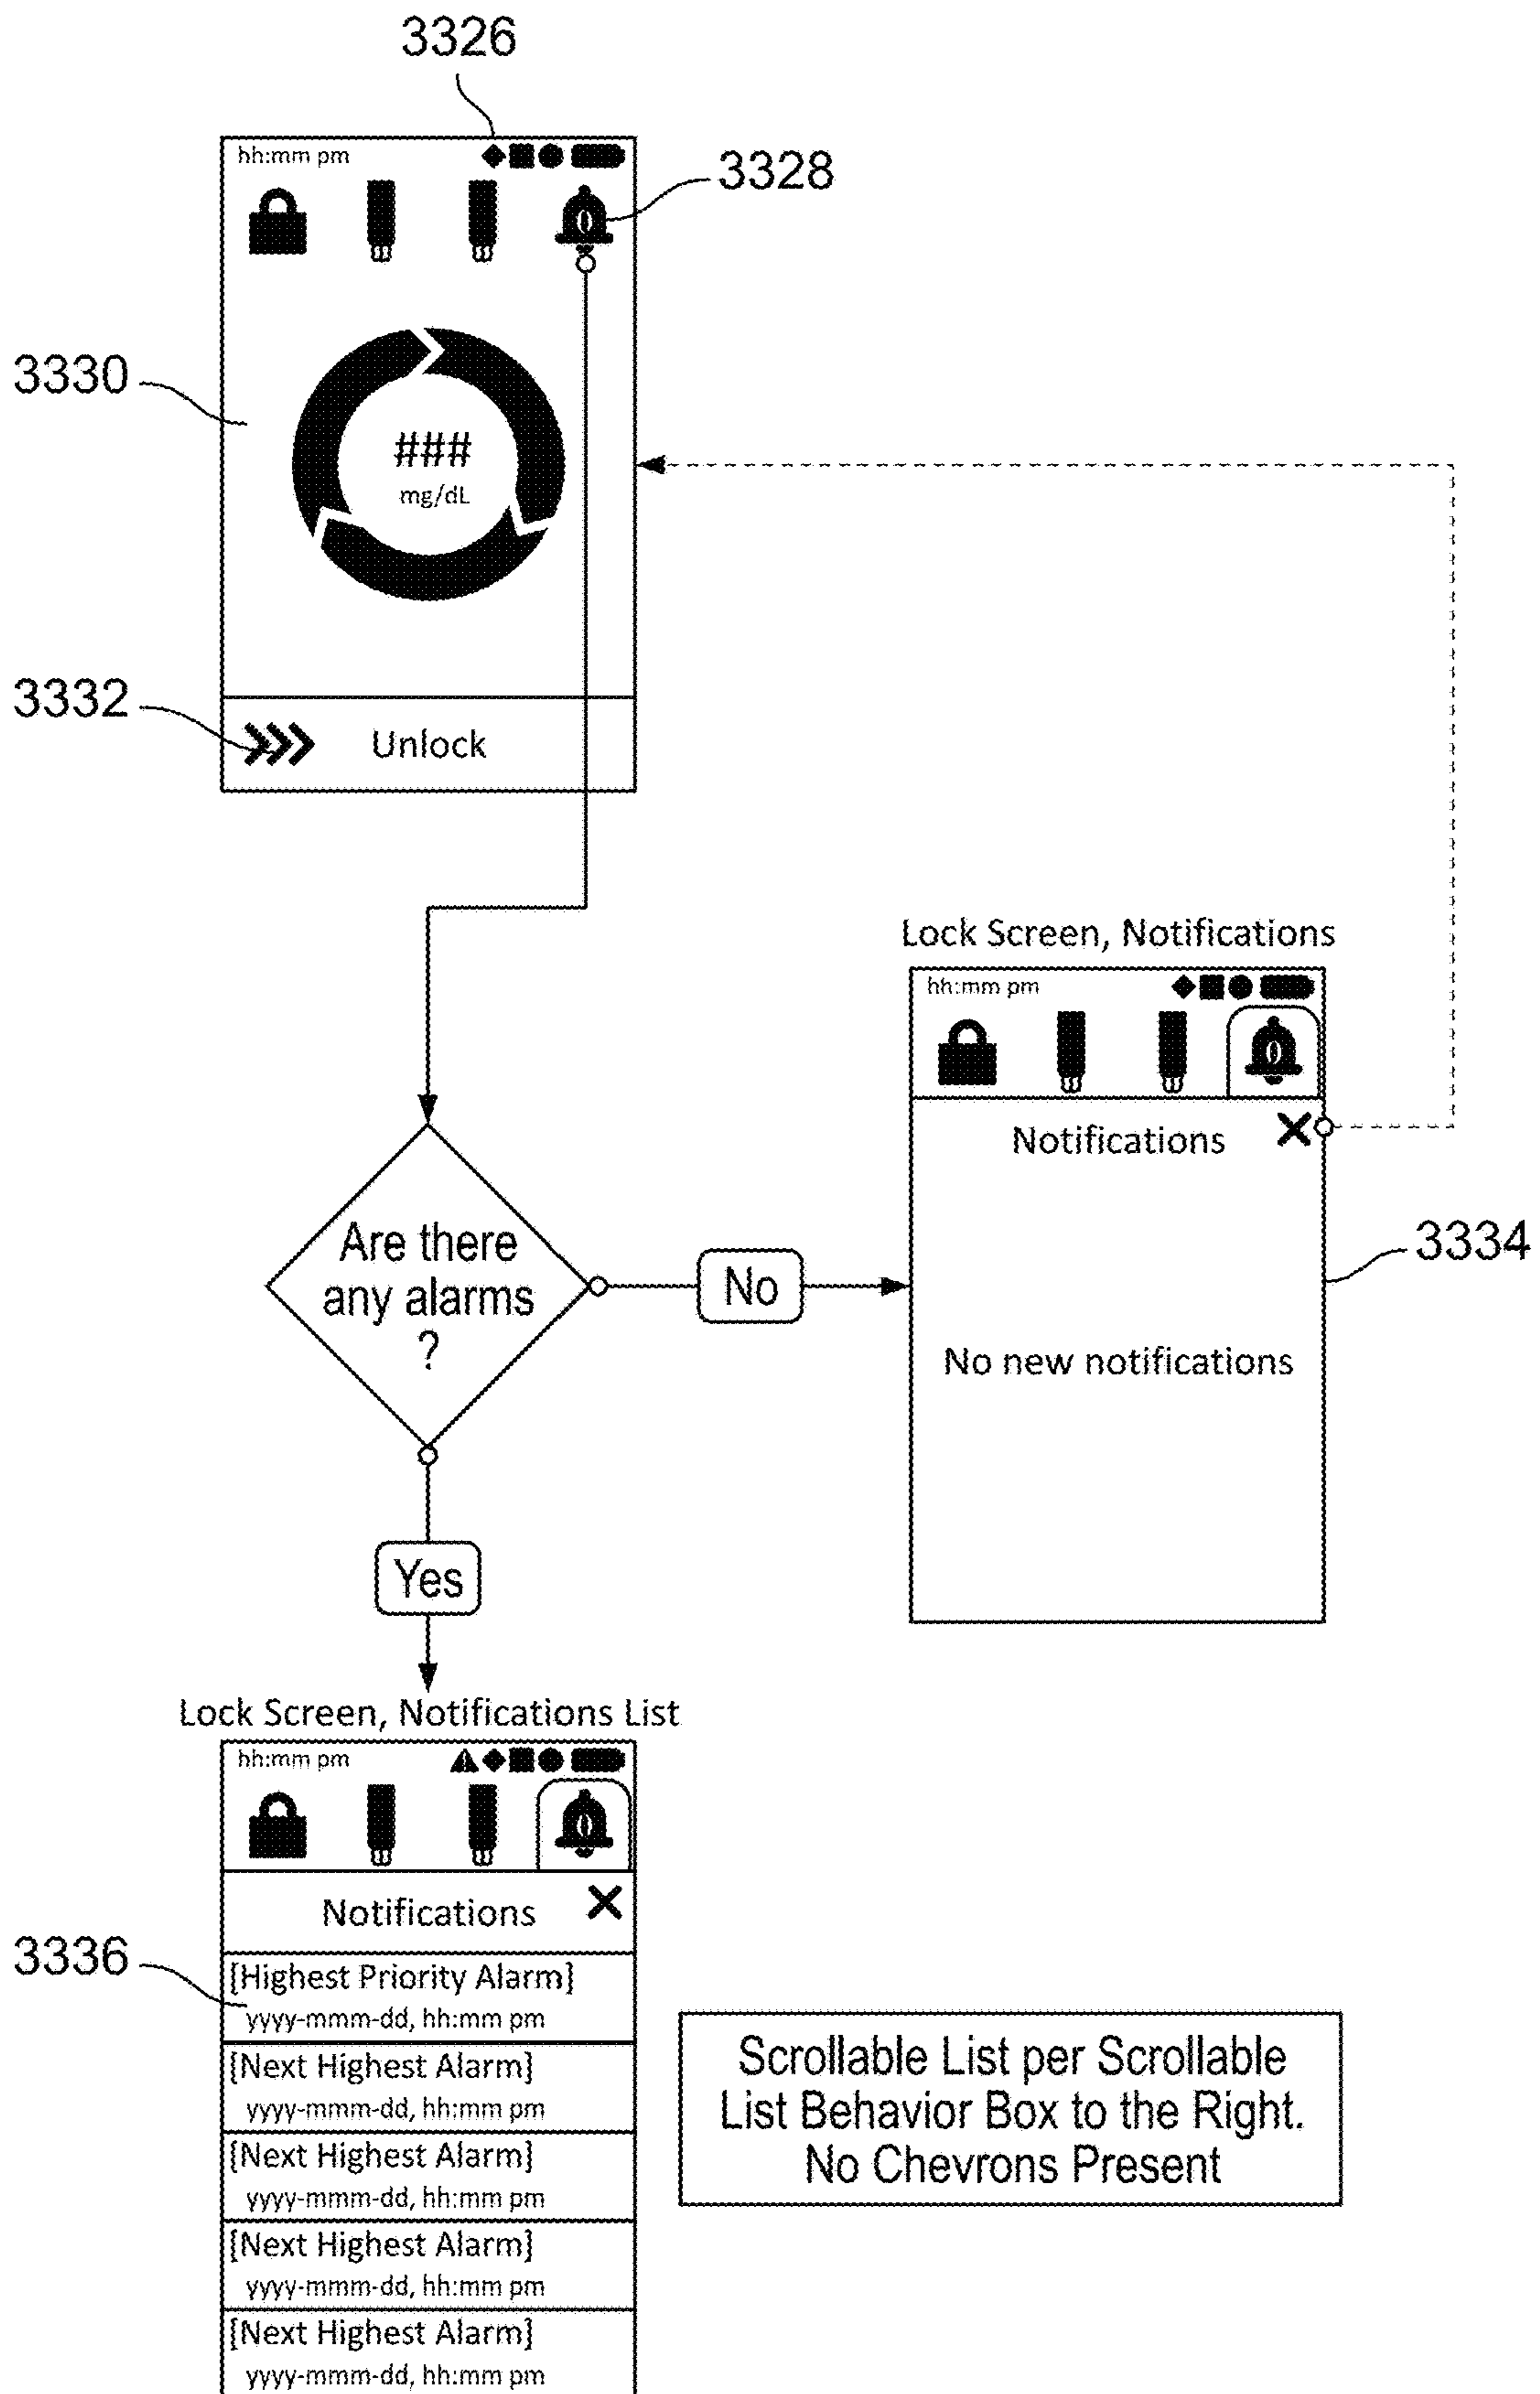 3326
hh:mm pm
3328
3330
###
mg/dL
3332
Unlock
Lock Screen, Notifications
hh:mm pm
Notifications
Are there
any alarms
?
No
3334
No new notifications
Yes
Lock Screen, Notifications List
hh:mm pm
Notifications
3336
[Highest Priority Alarm]
yyyy-mmm-dd, hh:mm pm
[Next Highest Alarm]
yyyy-mmm-dd, hh:mm pm
[Next Highest Alarm]
yyyy-mmm-dd, hh:mm pm
[Next Highest Alarm]
yyyy-mmm-dd, hh:mm pm
[Next Highest Alarm]
yyyy-mmm-dd, hh:mm pm
Scrollable List per Scrollable
List Behavior Box to the Right.
No Chevrons Present